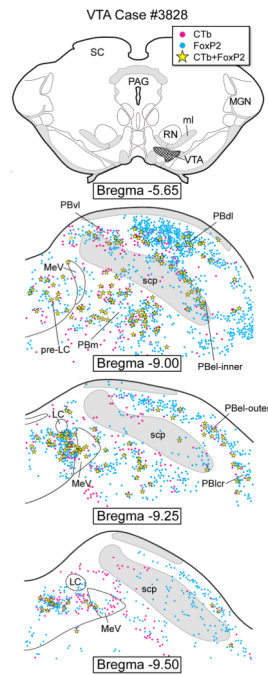 VTA Case #3828
CTb
FoxP2
CTb+FoxP2
SC
PAG
MGN
RN
ml
VTA
Bregma -5.65
PBvl
PBdl
MeV
scp
pre-LC
PBm
PBel-inner
Bregma -9.00
LC
PBel-outer
scp
MeV
PBlcr
Bregma -9.25
LC
scp
MeV
Bregma -9.50